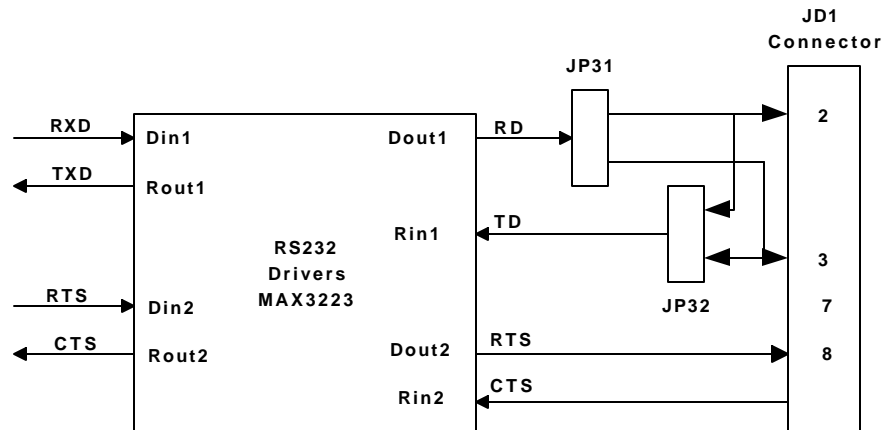 JD1
Connector
JP31
RXD
Din1
Dout1
RD
2
TXD
Rout1
TD
Rin1
RS232
Drivers
MAX3223
3
RTS
Din2
JP32
7
CTS
Rout2
Dout2
RTS
8
Rin2
CTS